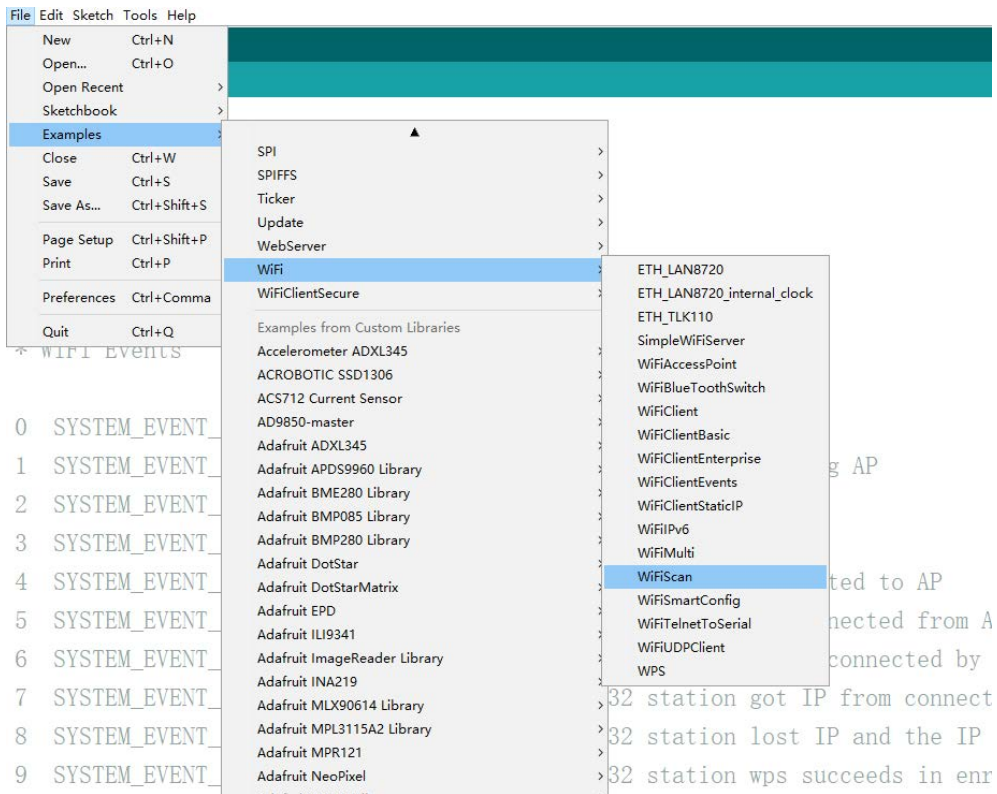 File Edit Sketch Tools Help
New Ctrl+N
Open... Ctrl+O
Open Recent
Sketchbook
Examples
Close Ctrl+W
Save Ctrl+S
Save As... Ctrl+Shift+S
Page Setup Ctrl+Shift+P
Print Ctrl+P
Preferences Ctrl+Comma
Quit Ctrl+Q
SPI
SPIFFS
Ticker
Update
WebServer
WiFi
WiFiClientSecure
Examples from Custom Libraries
Accelerometer ADXL345
ACROBOTIC SSD1306
ACS712 Current Sensor
AD9850-master
Adafruit ADXL345
Adafruit APDS9960 Library
Adafruit BME280 Library
Adafruit BMP085 Library
Adafruit BMP280 Library
Adafruit DotStar
Adafruit DotStarMatrix
Adafruit EPD
Adafruit ILI9341
Adafruit ImageReader Library
Adafruit INA219
Adafruit MLX90614 Library
Adafruit MPL3115A2 Library
Adafruit MPR121
Adafruit NeoPixel
ETH_LAN8720
ETH_LAN8720_internal_clock
ETH_TLK110
SimpleWiFiServer
WiFiAccessPoint
WiFiBlueToothSwitch
WiFiClient
WiFiClientBasic
WiFiClientEnterprise
WiFiClientEvents
WiFiClientStaticIP
WiFiIPv6
WiFiMulti
WiFiScan
WiFiSmartConfig
WiFiTelnetToSerial
WiFiUDPClient
WPS
* WiFi Events
0 SYSTEM_EVENT_
1 SYSTEM_EVENT_ g AP
2 SYSTEM_EVENT_
3 SYSTEM_EVENT_
4 SYSTEM_EVENT_ ted to AP
5 SYSTEM_EVENT_ nected from A
6 SYSTEM_EVENT_ connected by
7 SYSTEM_EVENT_ 32 station got IP from connect
8 SYSTEM_EVENT_ 32 station lost IP and the IP
9 SYSTEM_EVENT_ 32 station wps succeeds in enr